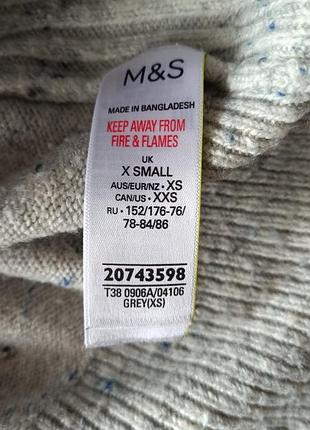 M&S
MADE IN BANGLADESH
KEEP AWAY FROM
FIRE & FLAMES
UK
X SMALL
AUS/EUR/NZ • XS
CAN/US • XXS
RU • 152/176-76/
78-84/86
20743598
T38 0906A/04106
GREY(XS)